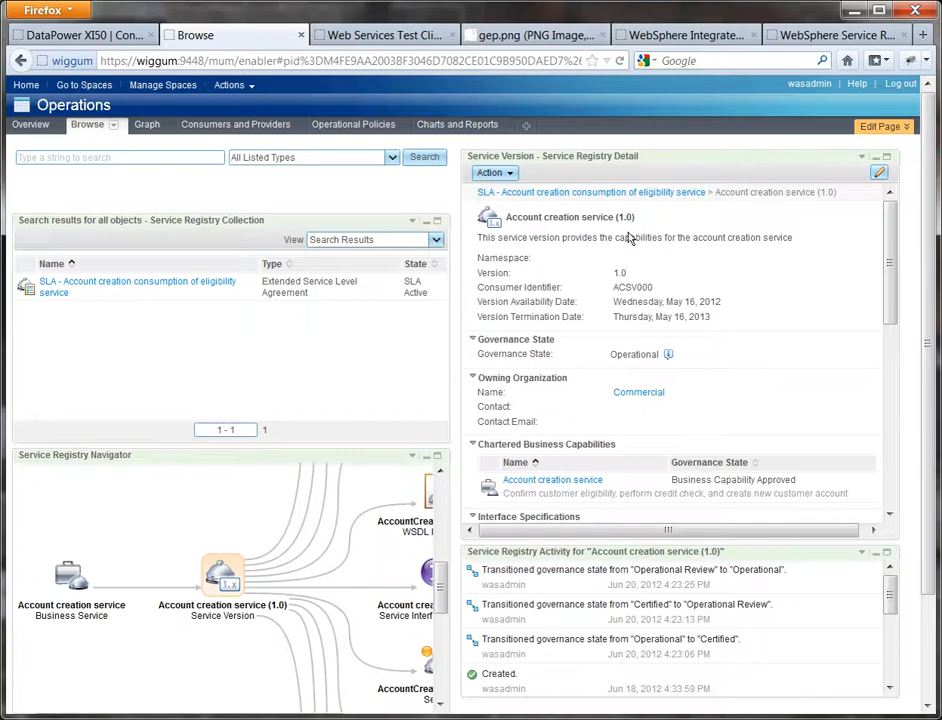 Firefox
DataPower XI50 | Con...
Browse
Web Services Test Cli...
gep.png (PNG Image,...
WebSphere Integrate...
WebSphere Service R...
wiggum
https://wiggum:9448/mum/enabler#pid%3DM4FE9AA2003BF3046D7082CE01C9B950DAED7%26
Google
Home
Go to Spaces
Manage Spaces
Actions
wasadmin
Help
Log out
Operations
Overview
Browse
Graph
Consumers and Providers
Operational Policies
Charts and Reports
Edit Page
Type a string to search
All Listed Types
Search
Search results for all objects - Service Registry Collection
View
Search Results
Name
Type
State
SLA - Account creation consumption of eligibility service
Extended Service Level Agreement
SLA Active
1 - 1
1
Service Registry Navigator
AccountCrea
WSDL
Account creation service
Business Service
Account creation service (1.0)
Service Version
AccountCrea
Service Interf
AccountCrea
Se
Service Version - Service Registry Detail
Action
SLA - Account creation consumption of eligibility service > Account creation service (1.0)
1.x
Account creation service (1.0)
This service version provides the capabilities for the account creation service
Namespace:
Version: 1.0
Consumer Identifier: ACSV000
Version Availability Date: Wednesday, May 16, 2012
Version Termination Date: Thursday, May 16, 2013
Governance State
Governance State: Operational
Owning Organization
Name: Commercial
Contact:
Contact Email:
Chartered Business Capabilities
Name
Governance State
Account creation service
Business Capability Approved
Confirm customer eligibility, perform credit check, and create new customer account
Interface Specifications
Service Registry Activity for "Account creation service (1.0)"
Transitioned governance state from "Operational Review" to "Operational".
wasadmin Jun 20, 2012 4:23:25 PM
Transitioned governance state from "Certified" to "Operational Review".
wasadmin Jun 20, 2012 4:23:13 PM
Transitioned governance state from "Operational" to "Certified".
wasadmin Jun 20, 2012 4:23:06 PM
Created.
wasadmin Jun 18, 2012 4:33:59 PM